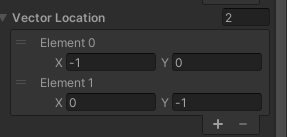 Vector Location 2
Element 0
X -1 Y 0
Element 1
X 0 Y -1
+ -